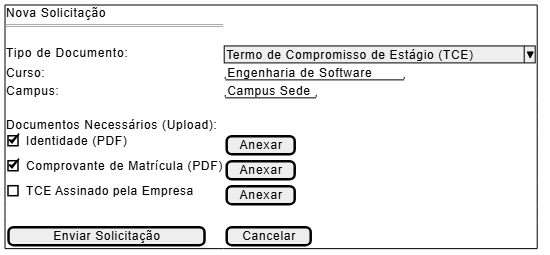 Nova Solicitação
Tipo de Documento: Termo de Compromisso de Estágio (TCE)
Curso: Engenharia de Software
Campus: Campus Sede
Documentos Necessários (Upload):
Identidade (PDF) Anexar
Comprovante de Matrícula (PDF) Anexar
TCE Assinado pela Empresa Anexar
Enviar Solicitação Cancelar